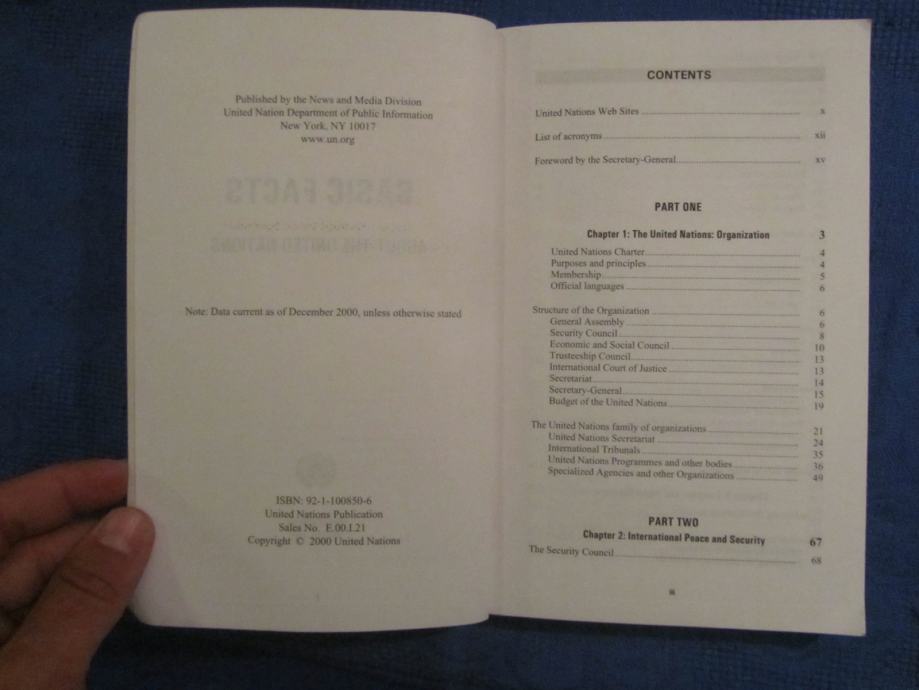 Published by the News and Media Division
United Nation Department of Public Information
New York, NY 10017
www.un.org
BASIC FACTS
ABOUT THE UNITED NATIONS
Note: Data current as of December 2000, unless otherwise stated
ISBN: 92-1-100850-6
United Nations Publication
Sales No. E.00.I.21
Copyright © 2000 United Nations
CONTENTS
United Nations Web Sites x
List of acronyms xii
Foreword by the Secretary-General xv
PART ONE
Chapter 1: The United Nations: Organization 3
United Nations Charter 4
Purposes and principles 4
Membership 5
Official languages 6
Structure of the Organization 6
General Assembly 6
Security Council 8
Economic and Social Council 10
Trusteeship Council 13
International Court of Justice 13
Secretariat 14
Secretary-General 15
Budget of the United Nations 19
The United Nations family of organizations 21
United Nations Secretariat 24
International Tribunals 35
United Nations Programmes and other bodies 36
Specialized Agencies and other Organizations 49
PART TWO
Chapter 2: International Peace and Security 67
The Security Council 68
iii